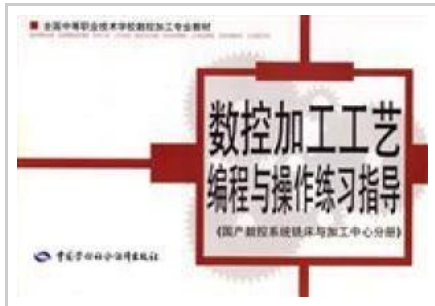 全国中等职业技术学校数控加工专业教材
数控加工工艺
编程与操作练习指导
《国产数控系统铣床与加工中心分册》
中国劳动社会保障出版社